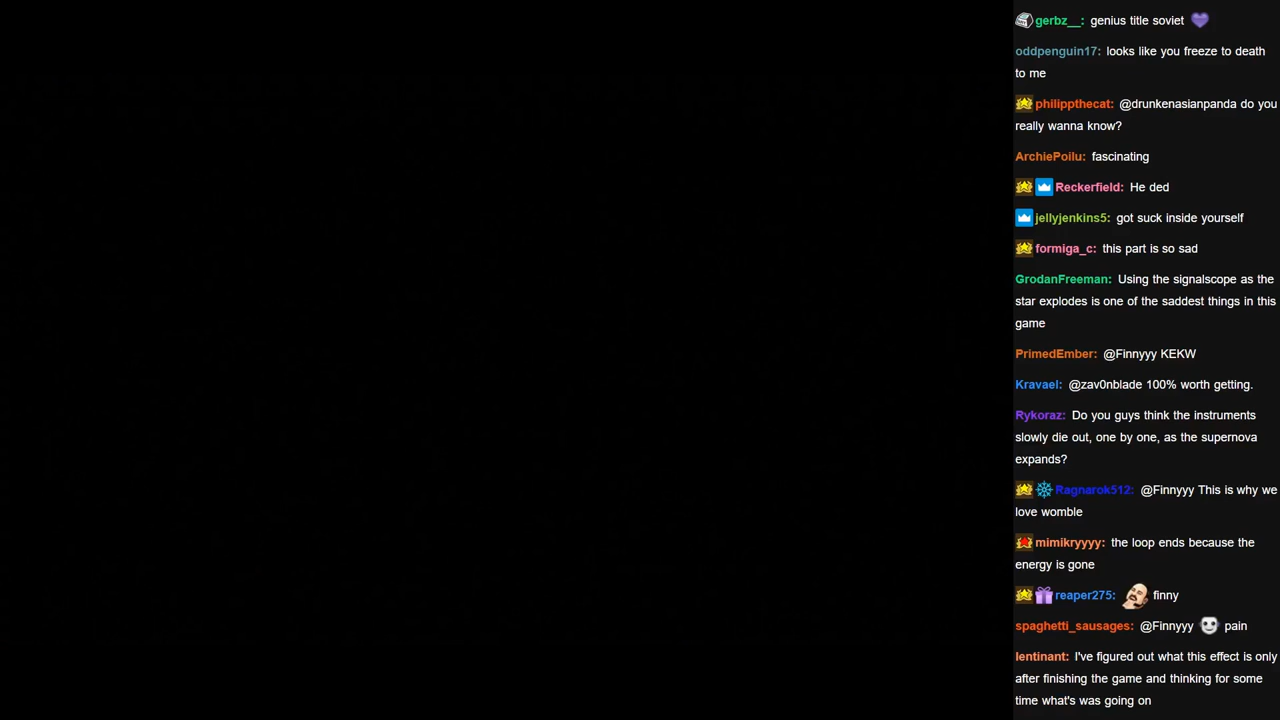 gerbz__: genius title soviet
oddpenguin17: looks like you freeze to death
to me
philippthecat: @drunkenasianpanda do you
really wanna know?
ArchiePoilu: fascinating
Reckerfield: He ded
jellyjenkins5: got suck inside yourself
formiga_c: this part is so sad
GrodanFreeman: Using the signalscope as the
star explodes is one of the saddest things in this
game
PrimedEmber: @Finnyyy KEKW
Kravael: @zav0nblade 100% worth getting.
Rykoraz: Do you guys think the instruments
slowly die out, one by one, as the supernova
expands?
Ragnarok512: @Finnyyy This is why we
love womble
mimikryyyy: the loop ends because the
energy is gone
reaper275: finny
spaghetti_sausages: @Finnyyy pain
lentinant: I've figured out what this effect is only
after finishing the game and thinking for some
time what's was going on